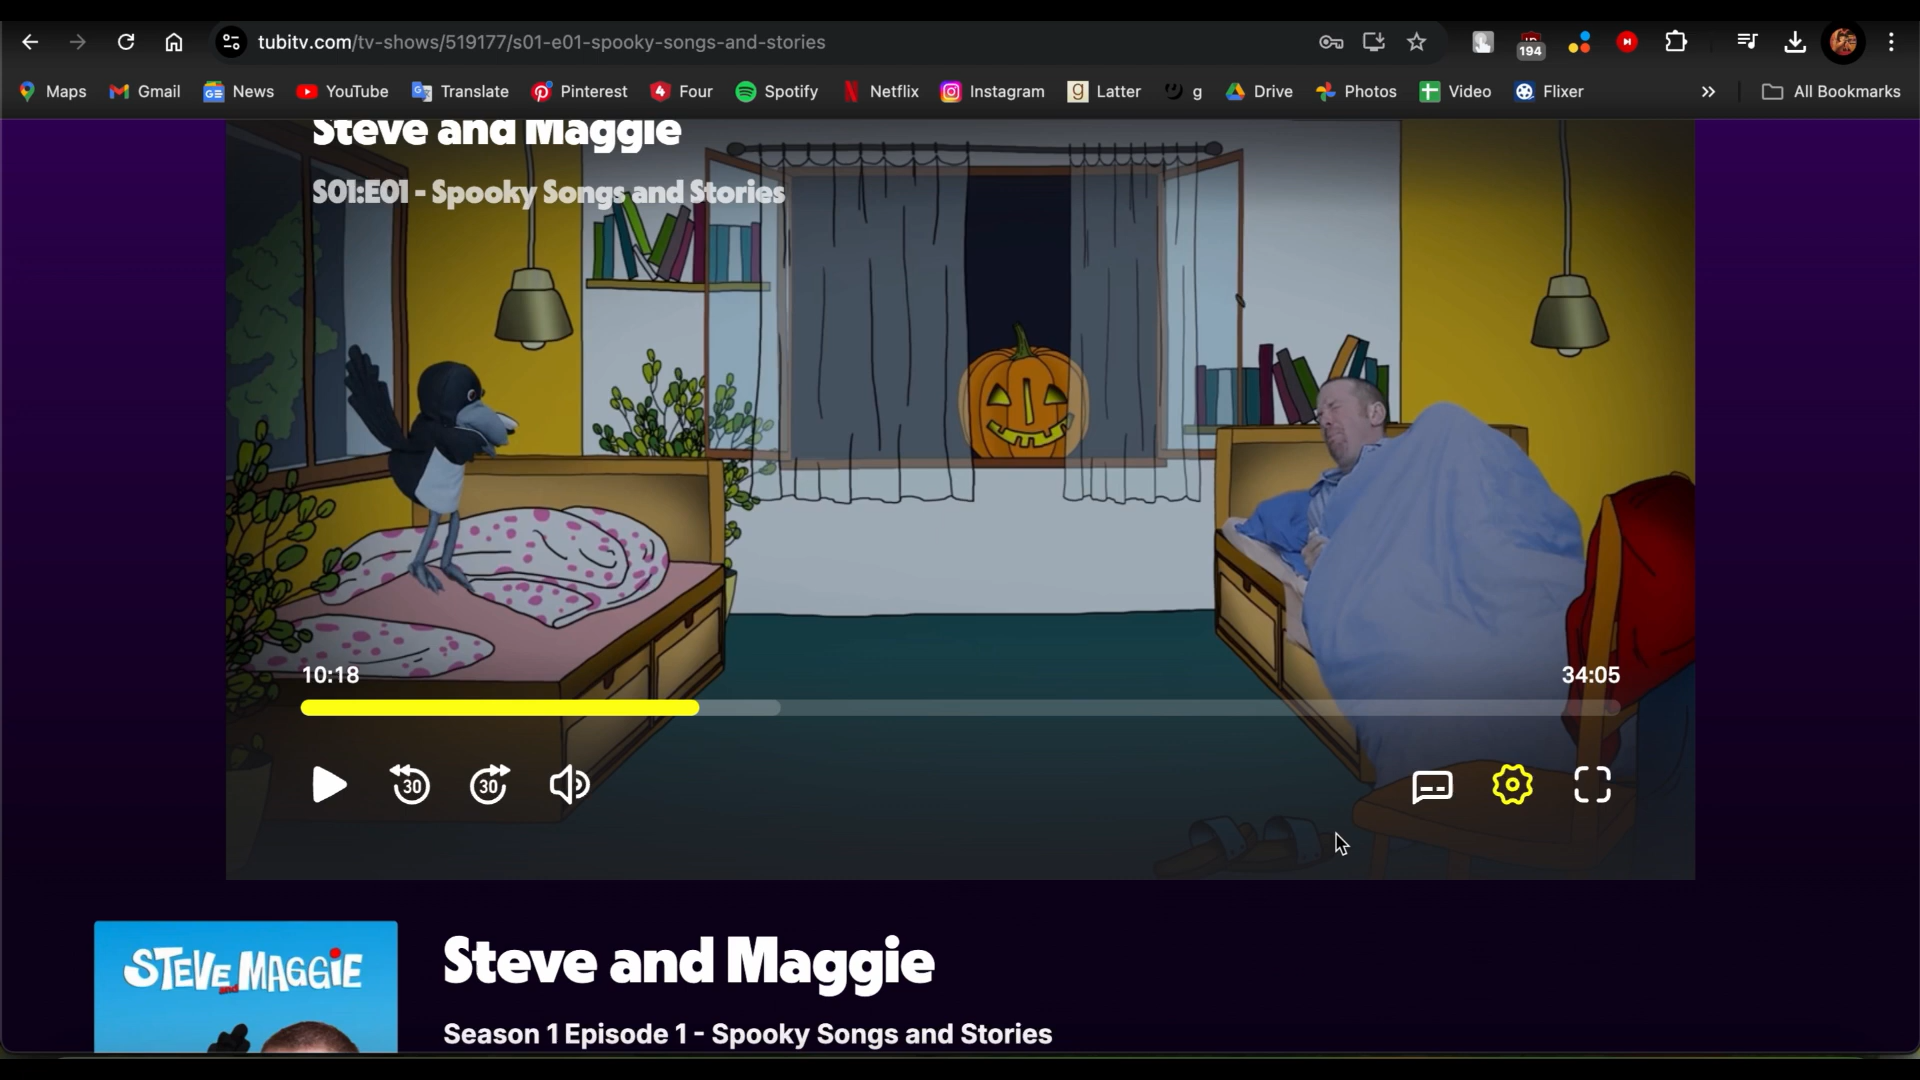 tubitv.com/tv-shows/519177/s01-e01-spooky-songs-and-stories
194
Maps
Gmail
News
YouTube
Translate
Pinterest
Four
Spotify
Netflix
Instagram
Latter
g
Drive
Photos
Video
Flixer
All Bookmarks
Steve and Maggie
S01:E01 - Spooky Songs and Stories
10:18
34:05
30
30
STEVE and MAGGIE
Steve and Maggie
Season 1 Episode 1 - Spooky Songs and Stories